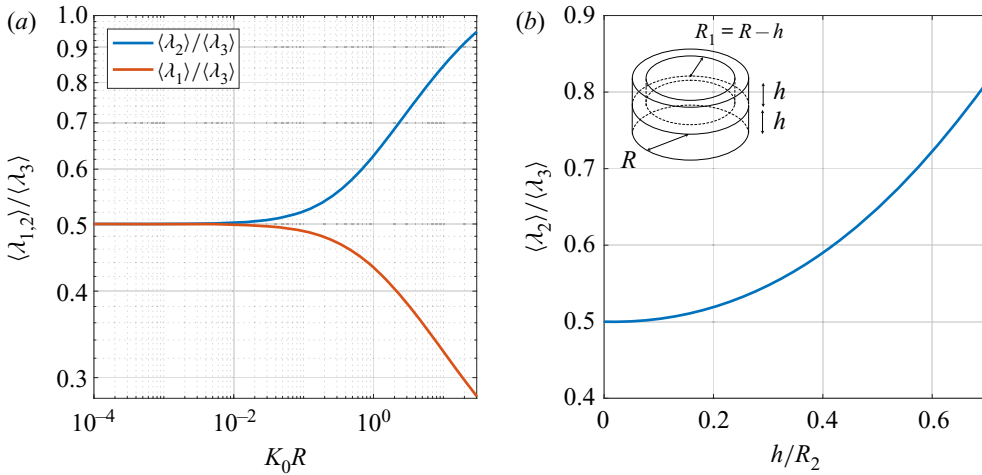 (a)
1.0
0.9
0.8
0.7
0.6
0.5
0.4
0.3
⟨λ₂⟩/⟨λ₃⟩
⟨λ₁⟩/⟨λ₃⟩
⟨λ₁,₂⟩/⟨λ₃⟩
10⁻⁴ 10⁻² 10⁰
K₀R
(b)
0.9
0.8
0.7
0.6
0.5
0.4
R₁ = R – h
h
h
R
⟨λ₂⟩/⟨λ₃⟩
0 0.2 0.4 0.6
h/R₂